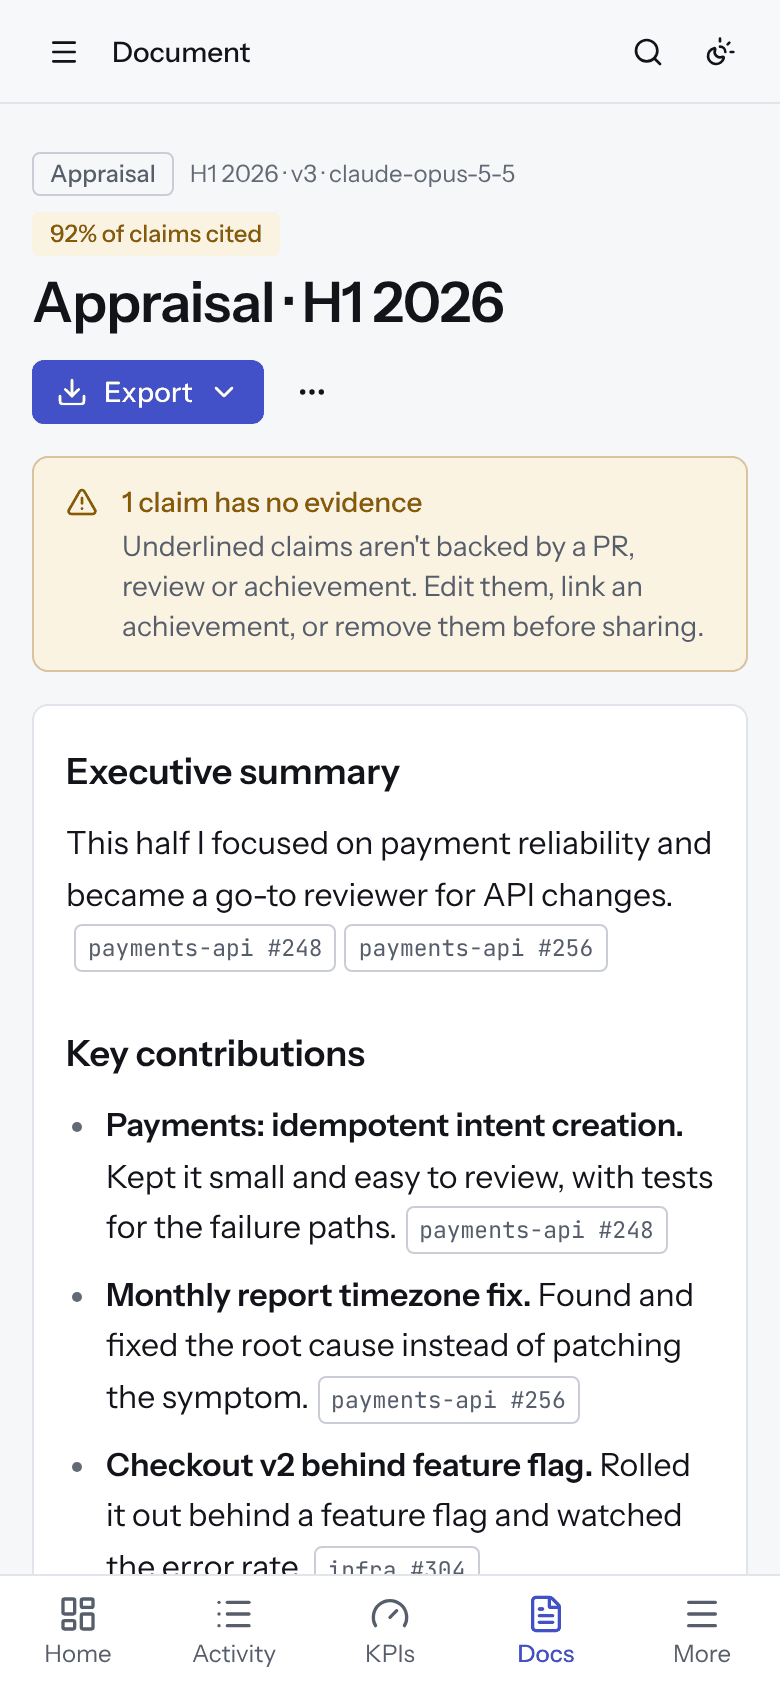 Document
Appraisal H1 2026 · v3 · claude-opus-5-5
92% of claims cited
Appraisal · H1 2026
Export
1 claim has no evidence
Underlined claims aren't backed by a PR,
review or achievement. Edit them, link an
achievement, or remove them before sharing.
Executive summary
This half I focused on payment reliability and
became a go-to reviewer for API changes.
payments-api #248 payments-api #256
Key contributions
• Payments: idempotent intent creation.
Kept it small and easy to review, with tests
for the failure paths. payments-api #248
• Monthly report timezone fix. Found and
fixed the root cause instead of patching
the symptom. payments-api #256
• Checkout v2 behind feature flag. Rolled
it out behind a feature flag and watched
the error rate infra #304
Home Activity KPIs Docs More